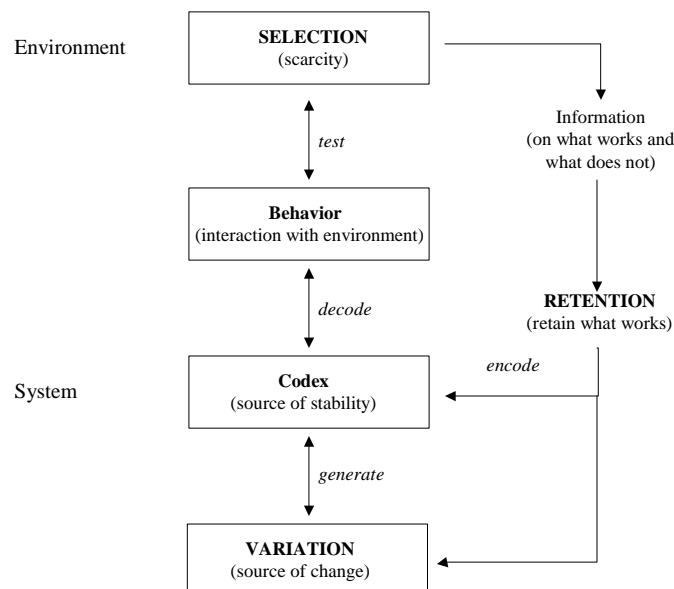 Environment
SELECTION
(scarcity)
Information
(on what works and
what does not)
test
Behavior
(interaction with environment)
decode
RETENTION
(retain what works)
encode
System
Codex
(source of stability)
generate
VARIATION
(source of change)